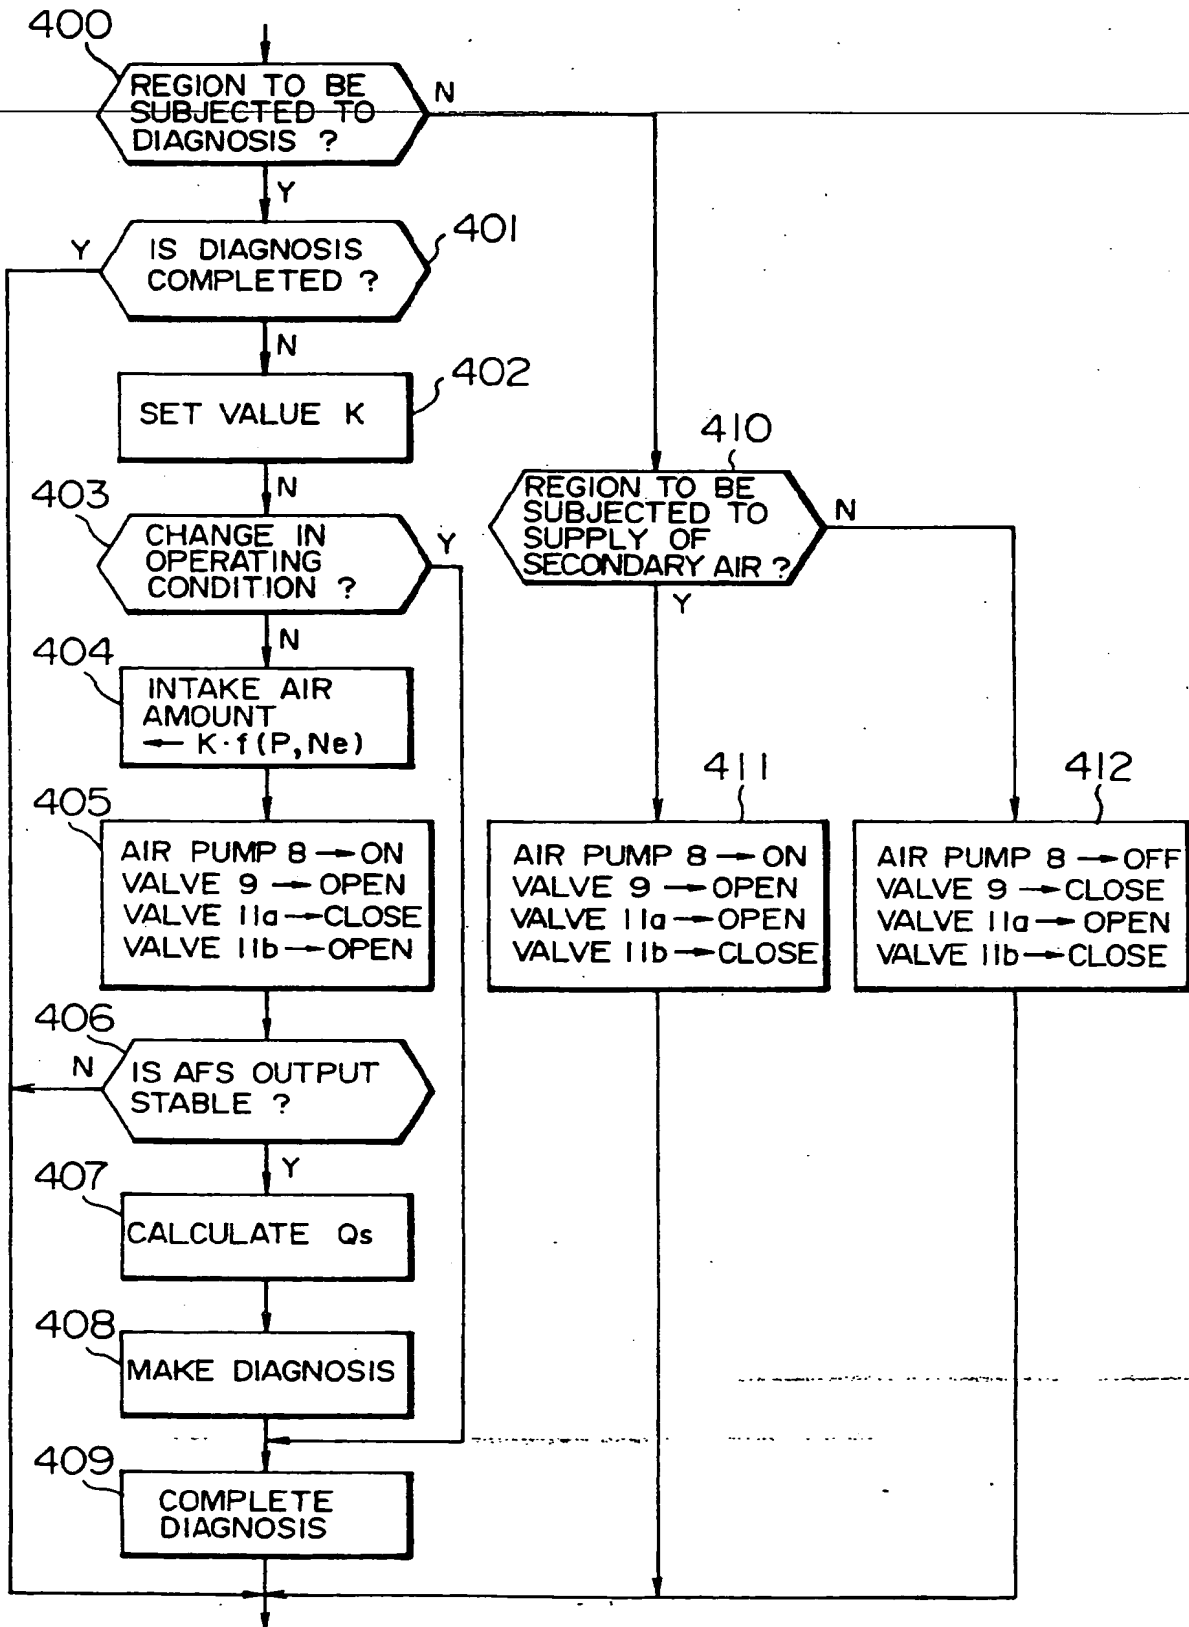 400
REGION TO BE
SUBJECTED TO
DIAGNOSIS ?
N
Y
401
IS DIAGNOSIS
COMPLETED ?
Y
N
402
SET VALUE K
N
403
CHANGE IN
OPERATING
CONDITION ?
Y
N
404
INTAKE AIR
AMOUNT
← K·f(P,Ne)
405
AIR PUMP 8 → ON
VALVE 9 → OPEN
VALVE 11a → CLOSE
VALVE 11b → OPEN
406
IS AFS OUTPUT
STABLE ?
N
Y
407
CALCULATE Qs
408
MAKE DIAGNOSIS
409
COMPLETE
DIAGNOSIS
410
REGION TO BE
SUBJECTED TO
SUPPLY OF
SECONDARY AIR ?
N
Y
411
AIR PUMP 8 → ON
VALVE 9 → OPEN
VALVE 11a → OPEN
VALVE 11b → CLOSE
412
AIR PUMP 8 → OFF
VALVE 9 → CLOSE
VALVE 11a → OPEN
VALVE 11b → CLOSE